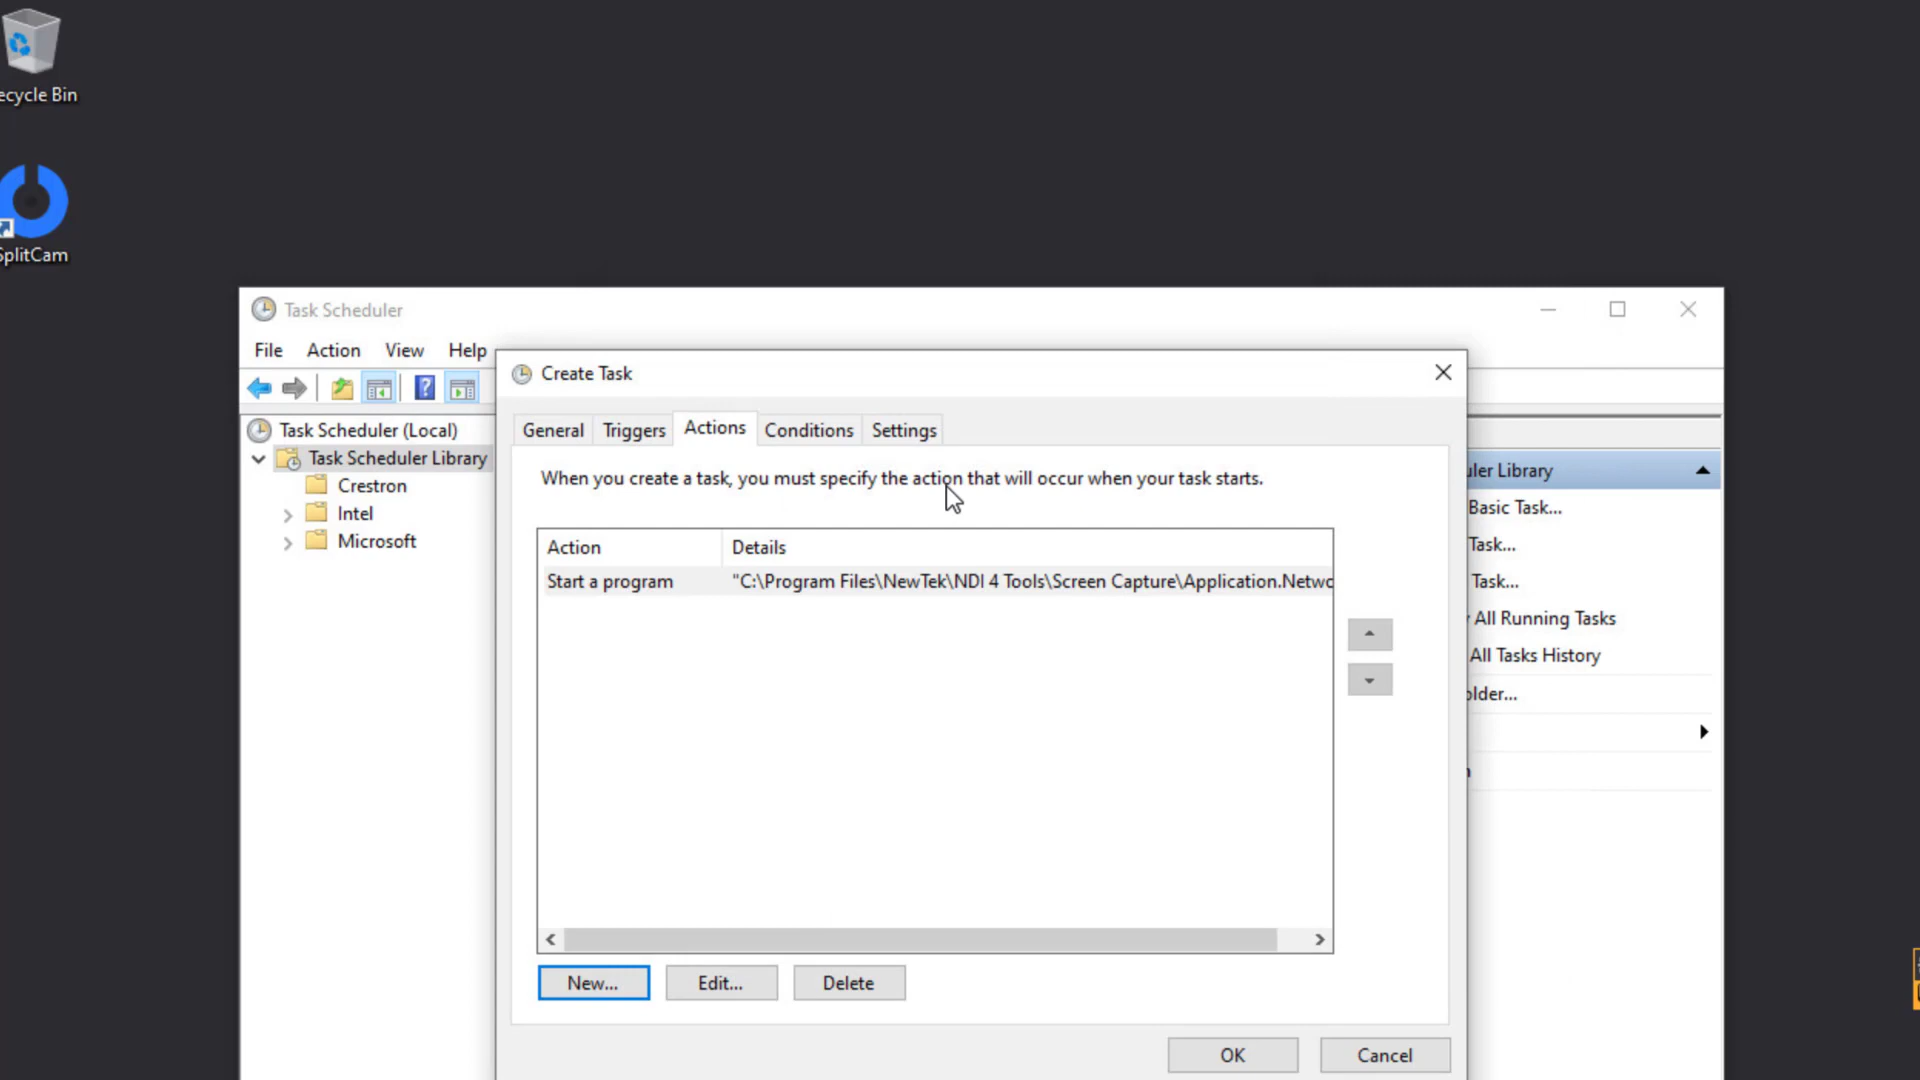 ecycle Bin
SplitCam
Task Scheduler
File Action View Help
Create Task
Task Scheduler (Local)
Task Scheduler Library
Crestron
Intel
Microsoft
General Triggers Actions Conditions Settings
When you create a task, you must specify the action that will occur when your task starts.
Action Details
Start a program "C:\Program Files\NewTek\NDI 4 Tools\Screen Capture\Application.Netwo
New... Edit... Delete
OK Cancel
uler Library
Basic Task...
Task...
Task...
All Running Tasks
All Tasks History
older...